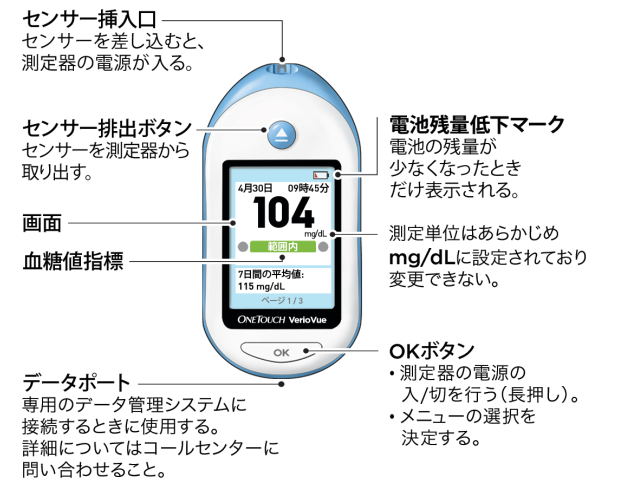 センサー挿入口
センサーを差し込むと、
測定器の電源が入る。
センサー排出ボタン
センサーを測定器から
取り出す。
画面
血糖値指標
データポート
専用のデータ管理システムに
接続するときに使用する。
詳細についてはコールセンターに
問い合わせること。
4月30日 09時45分
104
mg/dL
範囲内
7日間の平均値:
115 mg/dL
ページ 1 / 3
ONETOUCH VerioVue
OK
電池残量低下マーク
電池の残量が
少なくなったとき
だけ表示される。
測定単位はあらかじめ
mg/dLに設定されており
変更できない。
OKボタン
・測定器の電源の
入/切を行う（長押し）。
・メニューの選択を
決定する。